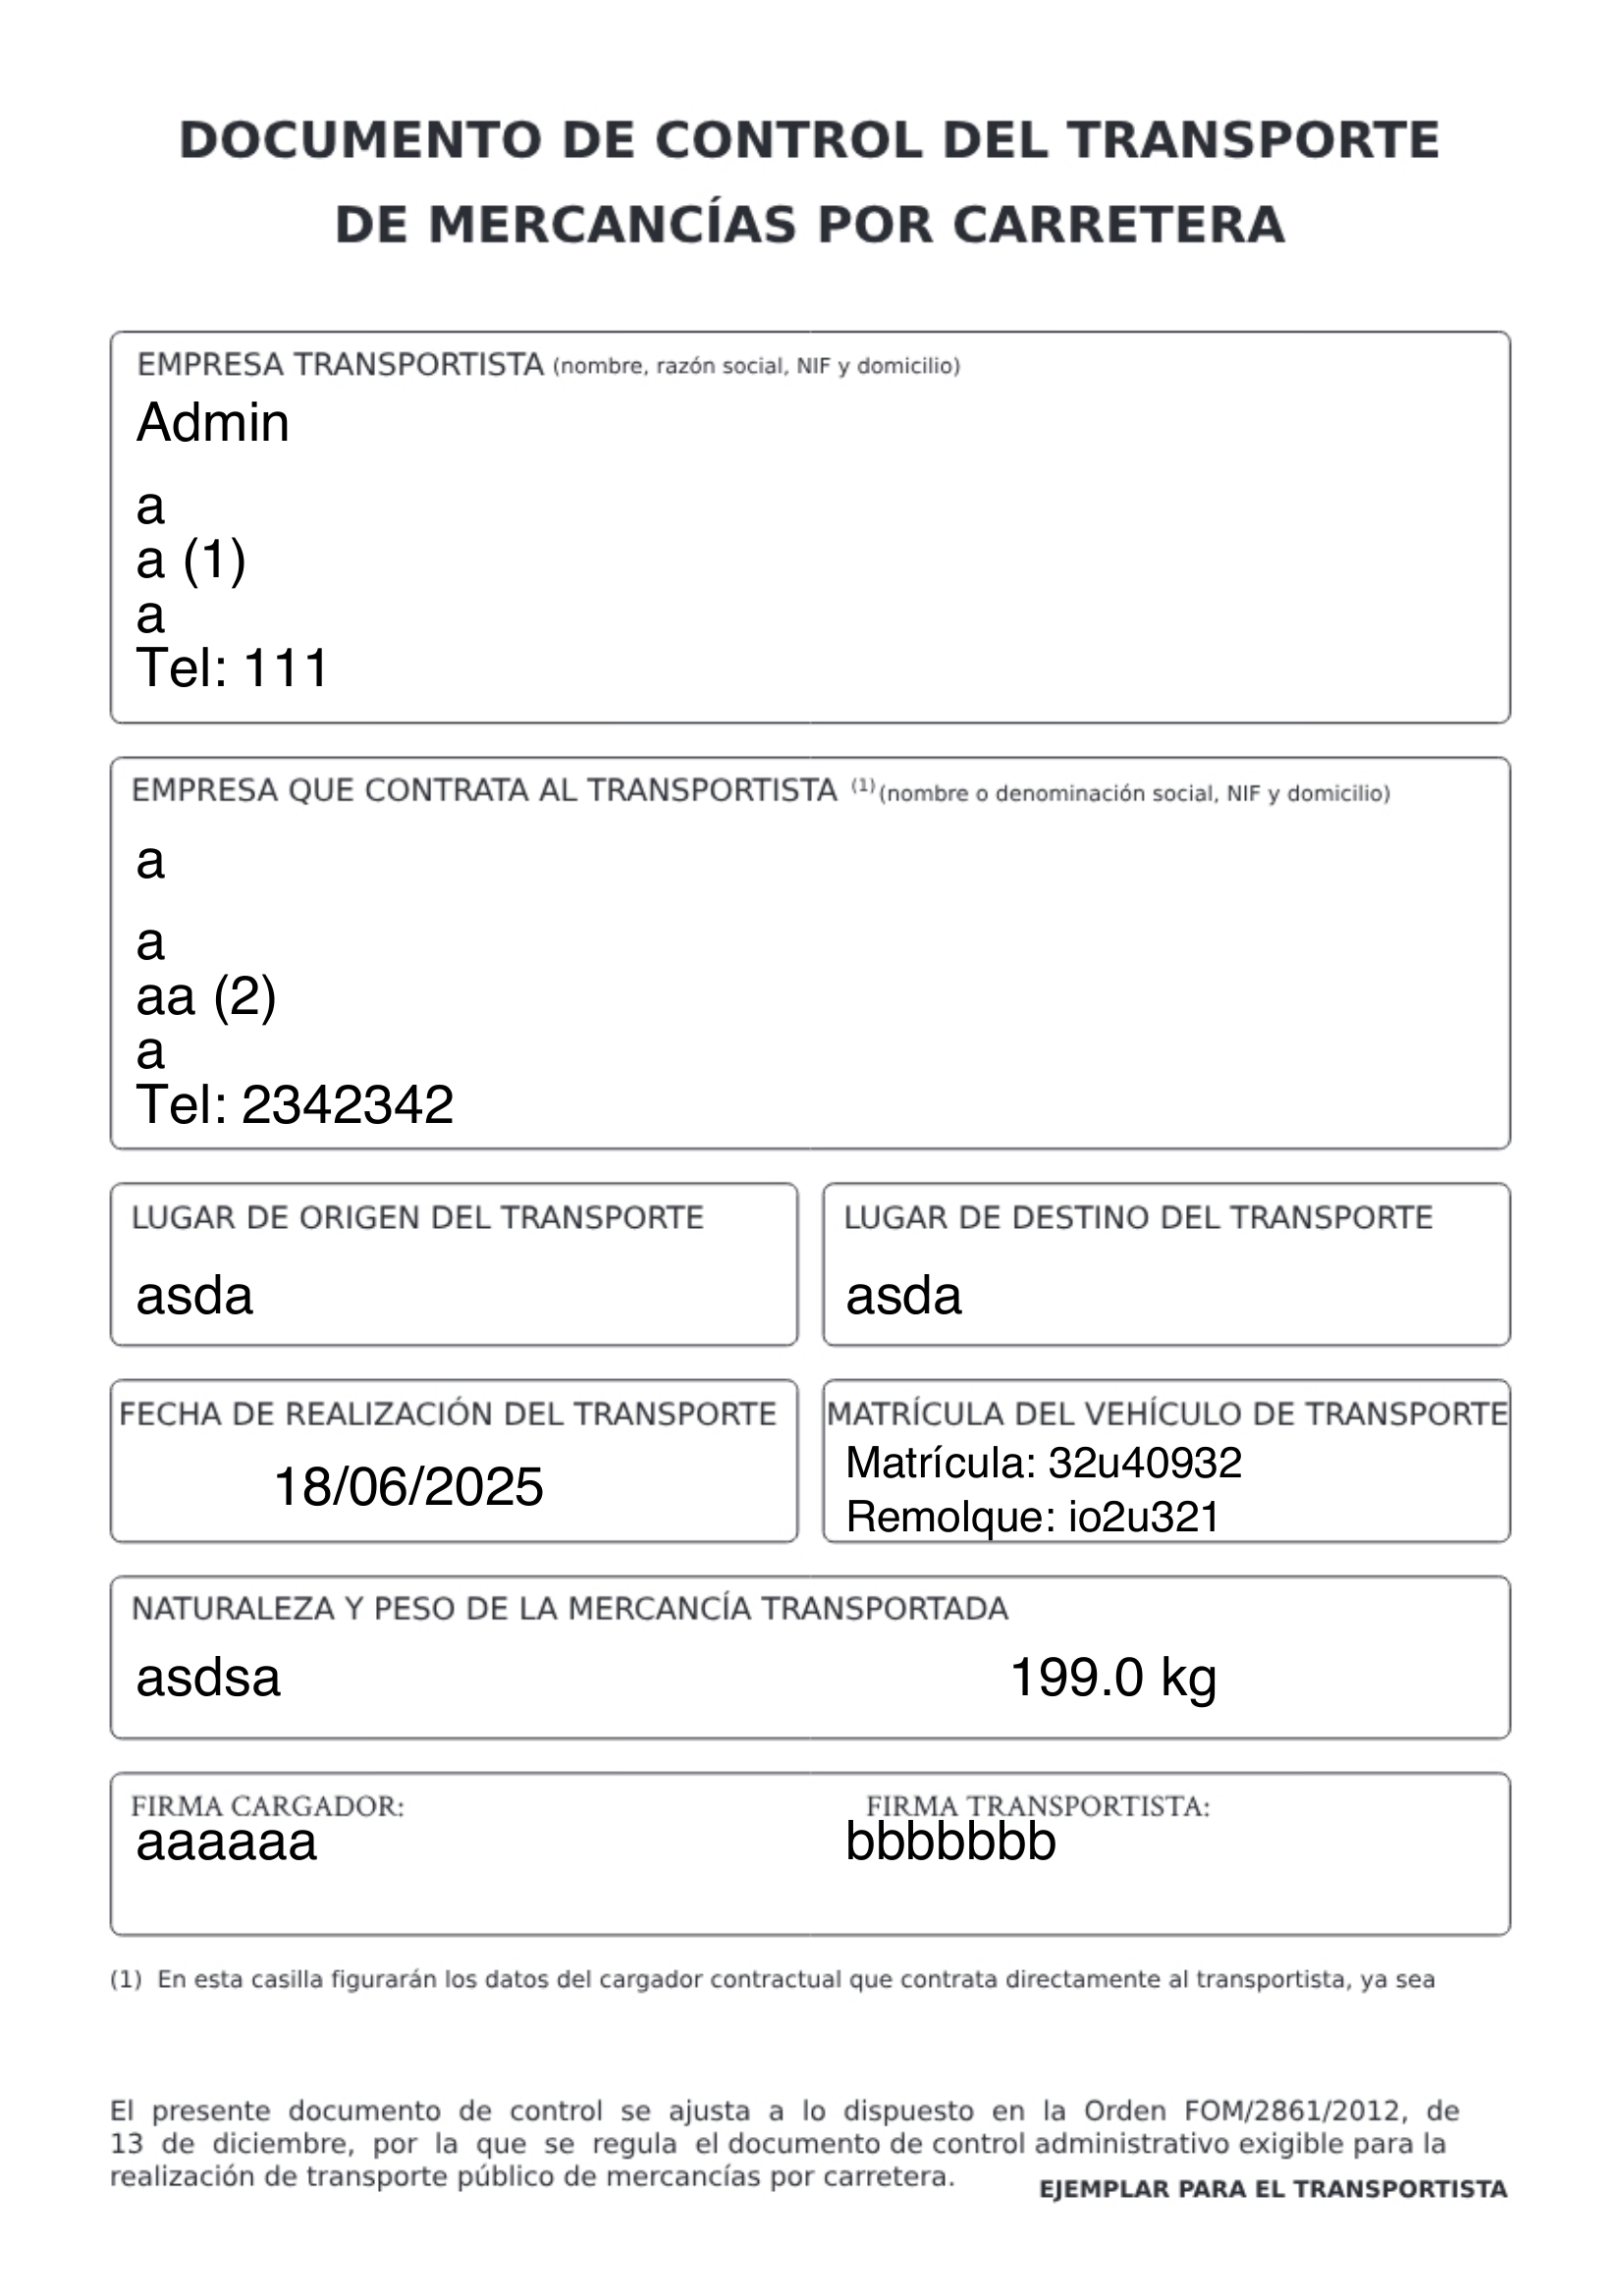 DOCUMENTO DE CONTROL DEL TRANSPORTE
DE MERCANCÍAS POR CARRETERA
EMPRESA TRANSPORTISTA (nombre, razón social, NIF y domicilio)
Admin
a
a (1)
a
Tel: 111
EMPRESA QUE CONTRATA AL TRANSPORTISTA (1)(nombre o denominación social, NIF y domicilio)
a
a
aa (2)
a
Tel: 2342342
LUGAR DE ORIGEN DEL TRANSPORTE
asda
LUGAR DE DESTINO DEL TRANSPORTE
asda
FECHA DE REALIZACIÓN DEL TRANSPORTE
18/06/2025
MATRÍCULA DEL VEHÍCULO DE TRANSPORTE
Matrícula: 32u40932
Remolque: io2u321
NATURALEZA Y PESO DE LA MERCANCÍA TRANSPORTADA
asdsa 199.0 kg
FIRMA CARGADOR:
aaaaaa
FIRMA TRANSPORTISTA:
bbbbbbb
(1) En esta casilla figurarán los datos del cargador contractual que contrata directamente al transportista, ya sea
El presente documento de control se ajusta a lo dispuesto en la Orden FOM/2861/2012, de
13 de diciembre, por la que se regula el documento de control administrativo exigible para la
realización de transporte público de mercancías por carretera.
EJEMPLAR PARA EL TRANSPORTISTA